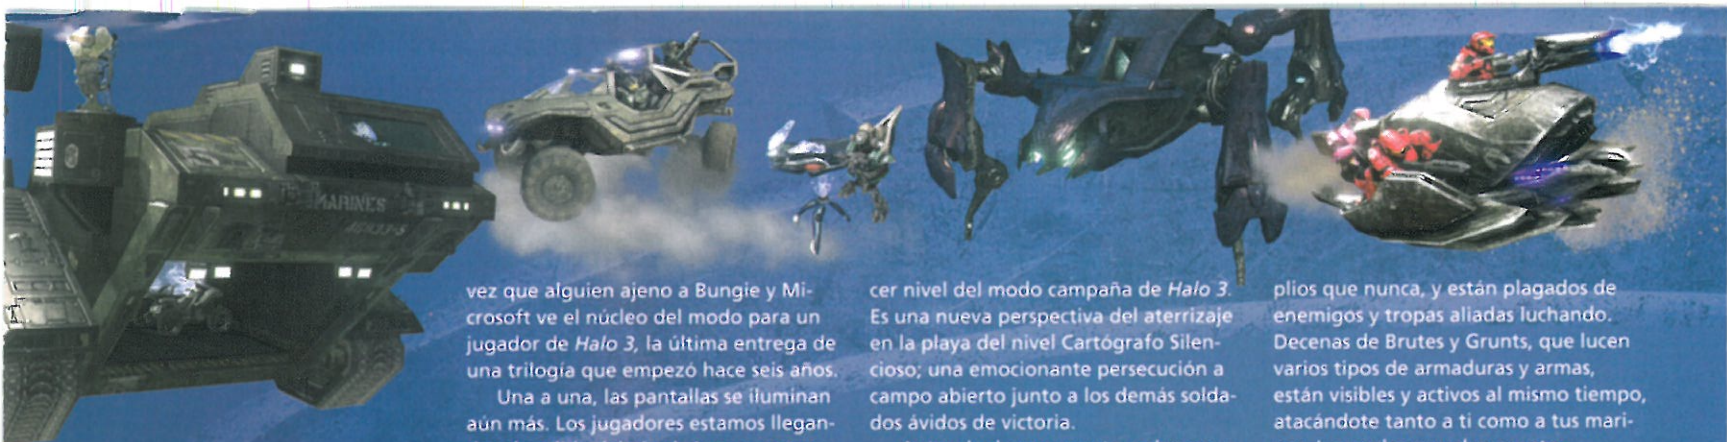 MARINES
vez que alguien ajeno a Bungie y Mi-
crosoft ve el núcleo del modo para un
jugador de Halo 3, la última entrega de
una trilogía que empezó hace seis años.
Una a una, las pantallas se iluminan
aún más. Los jugadores estamos llegan-
cer nivel del modo campaña de Halo 3.
Es una nueva perspectiva del aterrizaje
en la playa del nivel Cartógrafo Silen-
cioso; una emocionante persecución a
campo abierto junto a los demás solda-
dos ávidos de victoria.
plios que nunca, y están plagados de
enemigos y tropas aliadas luchando.
Decenas de Brutes y Grunts, que lucen
varios tipos de armaduras y armas,
están visibles y activos al mismo tiempo,
atacándote tanto a ti como a tus mari-